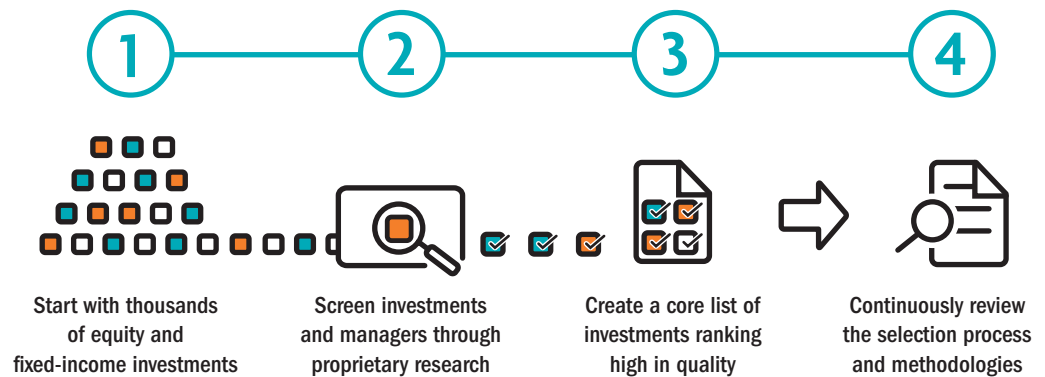 1
2
3
4
Start with thousands
of equity and
fixed-income investments
Screen investments
and managers through
proprietary research
Create a core list of
investments ranking
high in quality
Continuously review
the selection process
and methodologies